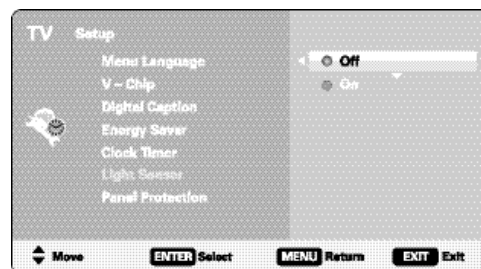 TV Setup
Menu Language Off
V – Chip On
Digital Caption
Energy Saver
Clock Timer
Light Sensor
Panel Protection
Move ENTER Select MENU Return EXIT Exit